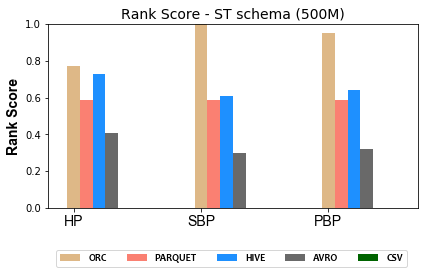 Rank Score - ST schema (500M)
Rank Score
1.0
0.8
0.6
0.4
0.2
0.0
HP SBP PBP
ORC PARQUET HIVE AVRO CSV